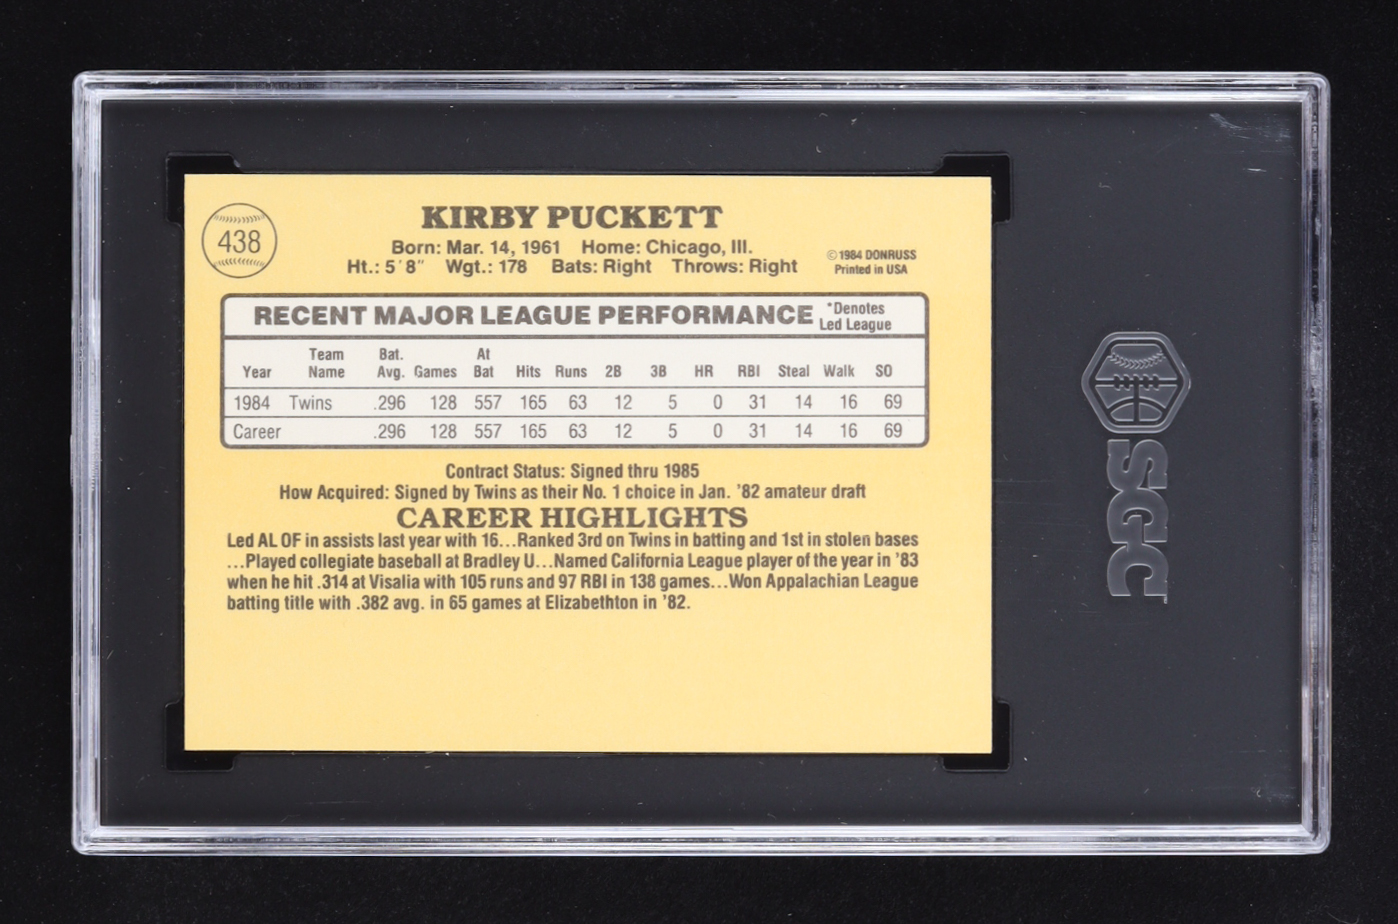 438
KIRBY PUCKETT
Born: Mar. 14, 1961 Home: Chicago, Ill.
Ht.: 5'8" Wgt.: 178 Bats: Right Throws: Right
© 1984 DONRUSS
Printed in USA
RECENT MAJOR LEAGUE PERFORMANCE
*Denotes
Led League
Year Team Name Bat. Avg. Games At Bat Hits Runs 2B 3B HR RBI Steal Walk SO
1984 Twins .296 128 557 165 63 12 5 0 31 14 16 69
Career .296 128 557 165 63 12 5 0 31 14 16 69
Contract Status: Signed thru 1985
How Acquired: Signed by Twins as their No. 1 choice in Jan. '82 amateur draft
CAREER HIGHLIGHTS
Led AL OF in assists last year with 16...Ranked 3rd on Twins in batting and 1st in stolen bases
...Played collegiate baseball at Bradley U...Named California League player of the year in '83
when he hit .314 at Visalia with 105 runs and 97 RBI in 138 games...Won Appalachian League
batting title with .382 avg. in 65 games at Elizabethton in '82.
SGC